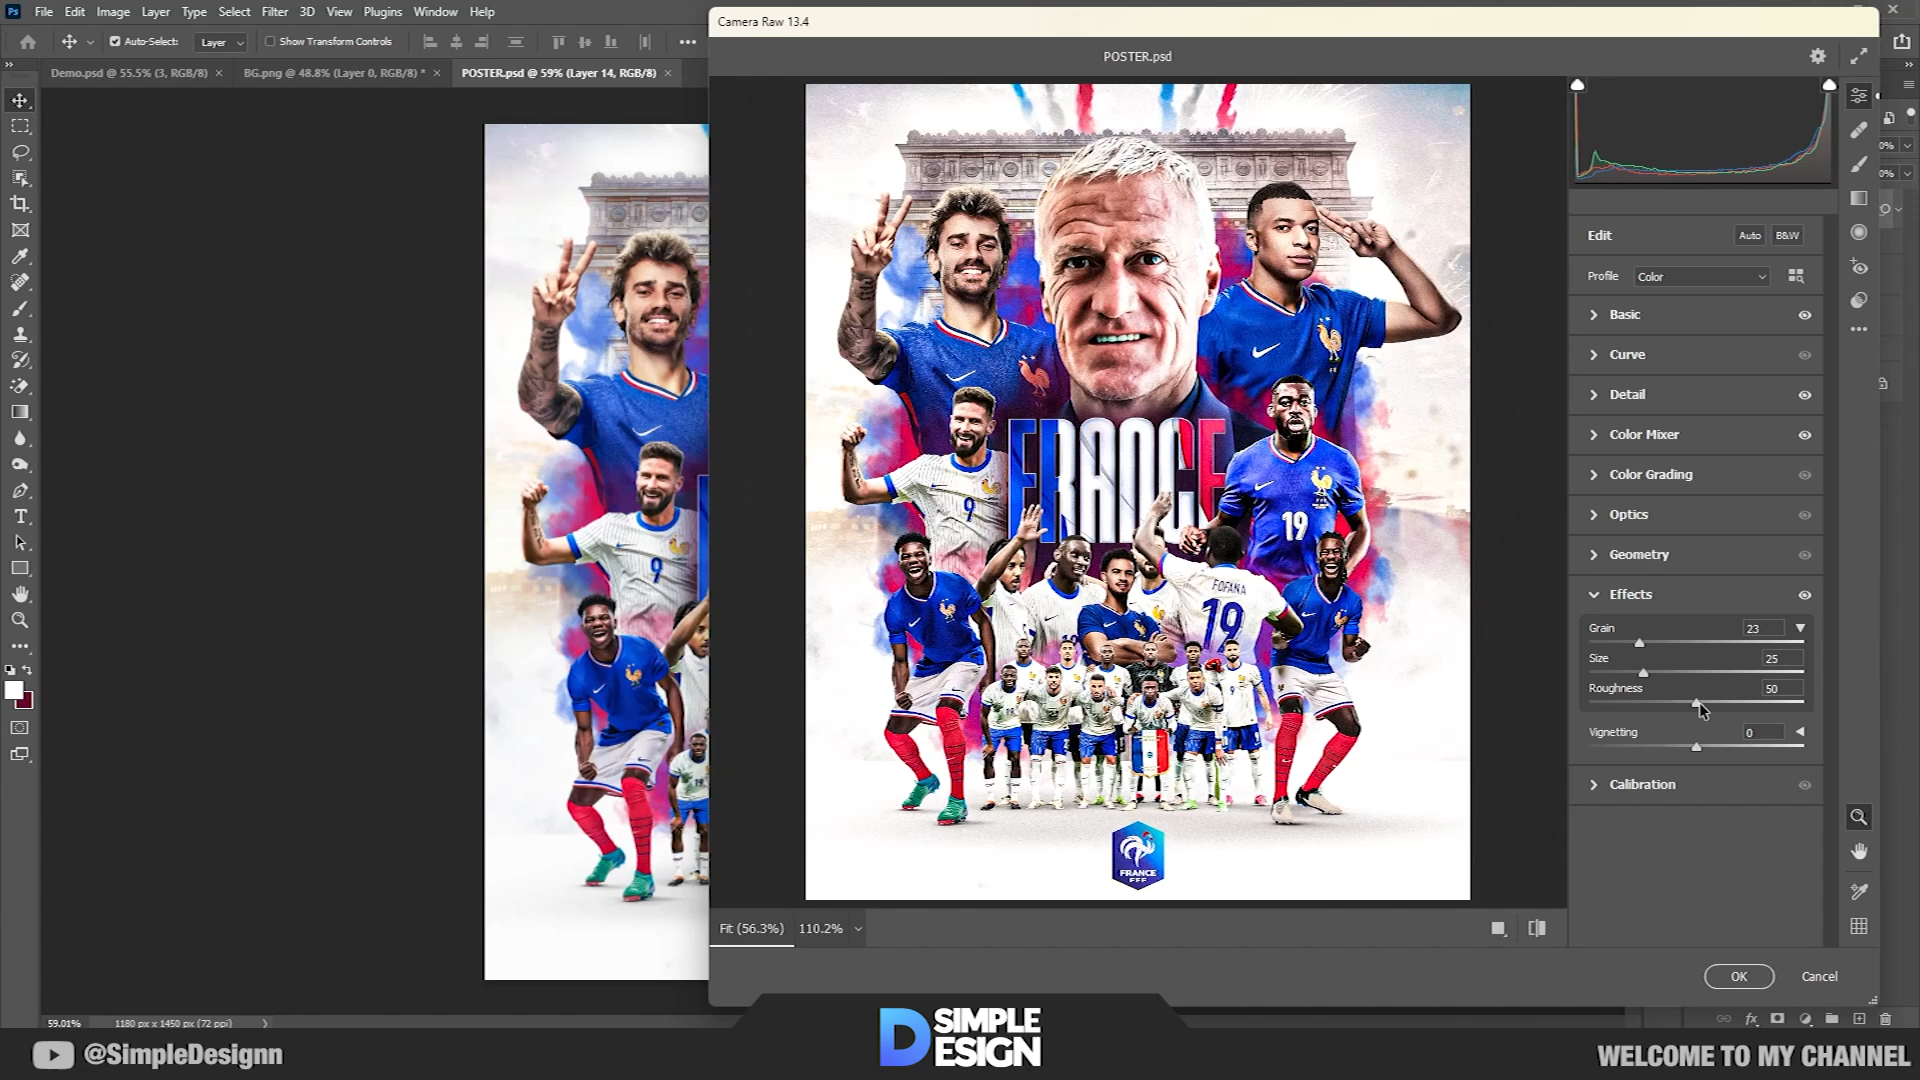 Ps File Edit Image Layer Type Select Filter 3D View Plugins Window Help
Camera Raw 13.4
Auto-Select: Layer Show Transform Controls
POSTER.psd
Demo.psd @ 55.5% (3, RGB/8) × BG.png @ 48.8% (Layer 0, RGB/8) * × POSTER.psd @ 59% (Layer 14, RGB/8) ×
Edit Auto B&W
Profile Color
Basic
Curve
Detail
Color Mixer
Color Grading
Optics
Geometry
Effects
Grain 23
Size 25
Roughness 50
Vignetting 0
Calibration
FRANCE
9
19
FOFANA
19
FRANCE
FFF
9
Fit (56.3%) 110.2%
OK Cancel
59.01% 1180 px x 1450 px (72 ppi)
@SimpleDesignn
D SIMPLE
ESIGN
WELCOME TO MY CHANNEL